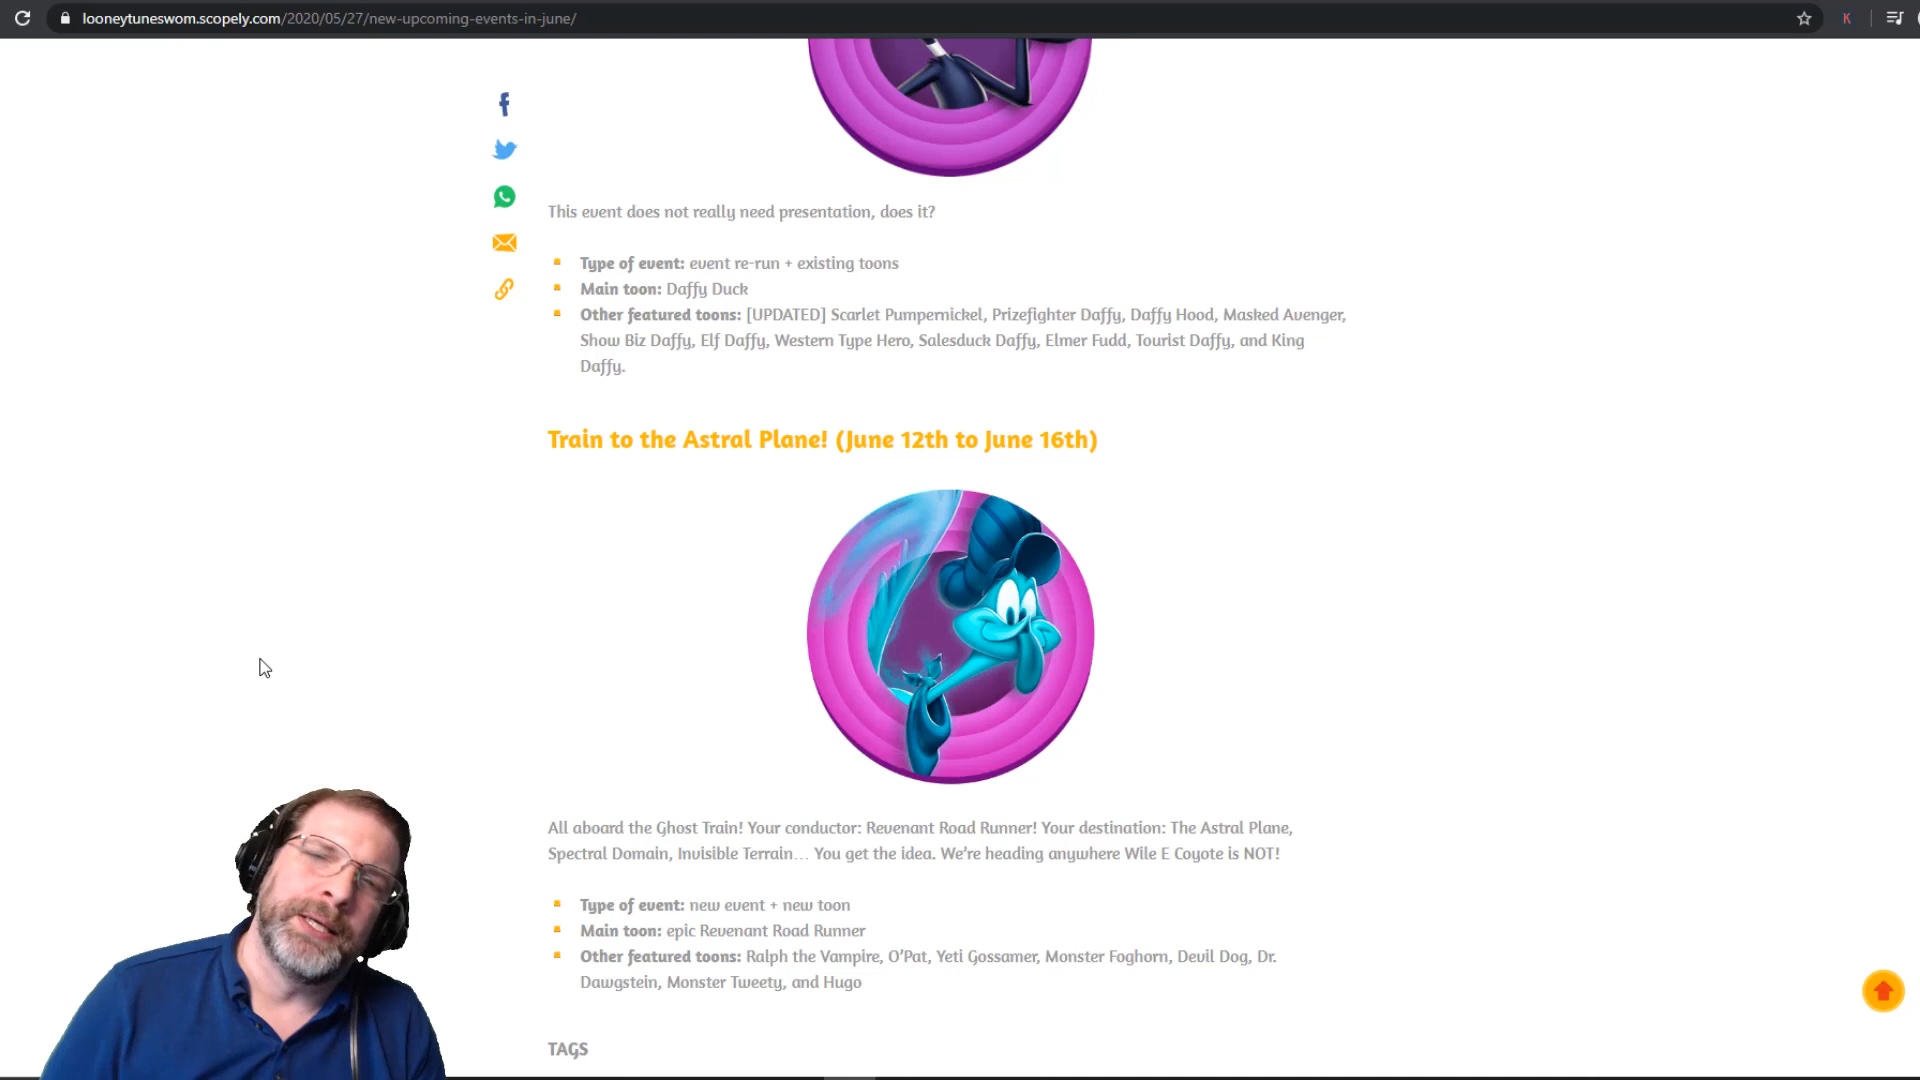 looneytuneswom.scopely.com/2020/05/27/new-upcoming-events-in-june/
K
This event does not really need presentation, does it?
Type of event: event re-run + existing toons
Main toon: Daffy Duck
Other featured toons: [UPDATED] Scarlet Pumpernickel, Prizefighter Daffy, Daffy Hood, Masked Avenger,
Show Biz Daffy, Elf Daffy, Western Type Hero, Salesduck Daffy, Elmer Fudd, Tourist Daffy, and King
Daffy.
Train to the Astral Plane! (June 12th to June 16th)
All aboard the Ghost Train! Your conductor: Revenant Road Runner! Your destination: The Astral Plane,
Spectral Domain, Invisible Terrain… You get the idea. We’re heading anywhere Wile E Coyote is NOT!
Type of event: new event + new toon
Main toon: epic Revenant Road Runner
Other featured toons: Ralph the Vampire, O’Pat, Yeti Gossamer, Monster Foghorn, Devil Dog, Dr.
Dawgstein, Monster Tweety, and Hugo
TAGS